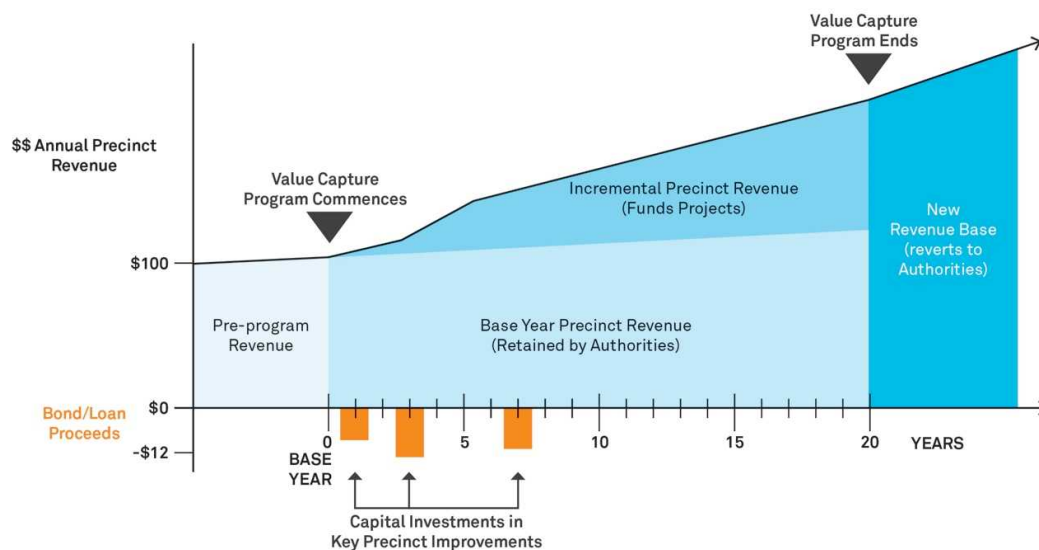 Value Capture
Program Ends
$$ Annual Precinct
Revenue
Value Capture
Program Commences
Incremental Precinct Revenue
(Funds Projects)
New
Revenue Base
(reverts to
Authorities)
$100
Pre-program
Revenue
Base Year Precinct Revenue
(Retained by Authorities)
Bond/Loan
Proceeds
$0
-$12
0 5 10 15 20 YEARS
BASE
YEAR
Capital Investments in
Key Precinct Improvements